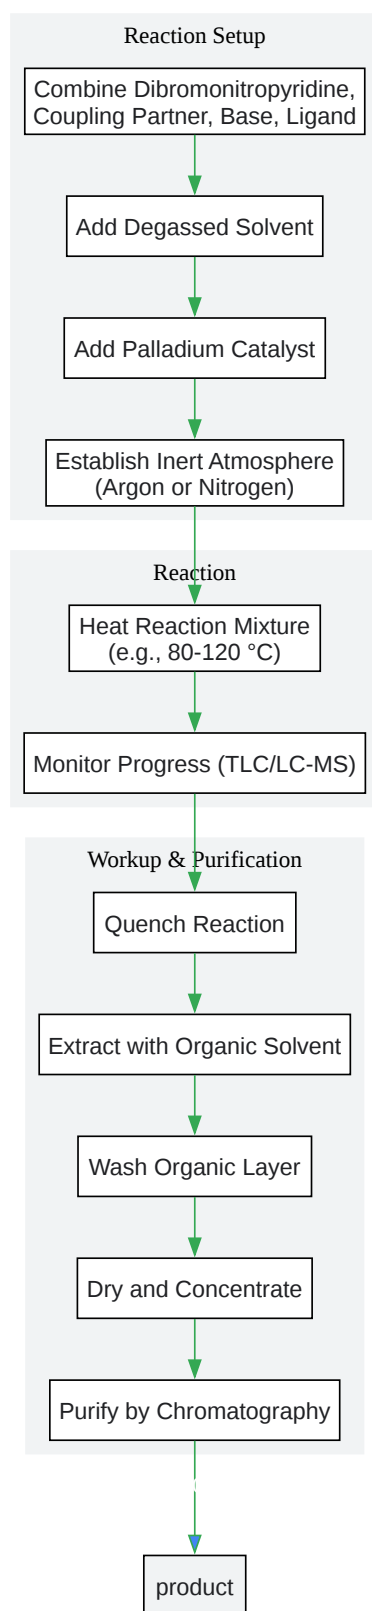 Reaction Setup
Combine Dibromonitropyridine,
Coupling Partner, Base, Ligand
Add Degassed Solvent
Add Palladium Catalyst
Establish Inert Atmosphere
(Argon or Nitrogen)
Reaction
Heat Reaction Mixture
(e.g., 80-120 °C)
Monitor Progress (TLC/LC-MS)
Workup & Purification
Quench Reaction
Extract with Organic Solvent
Wash Organic Layer
Dry and Concentrate
Purify by Chromatography
product